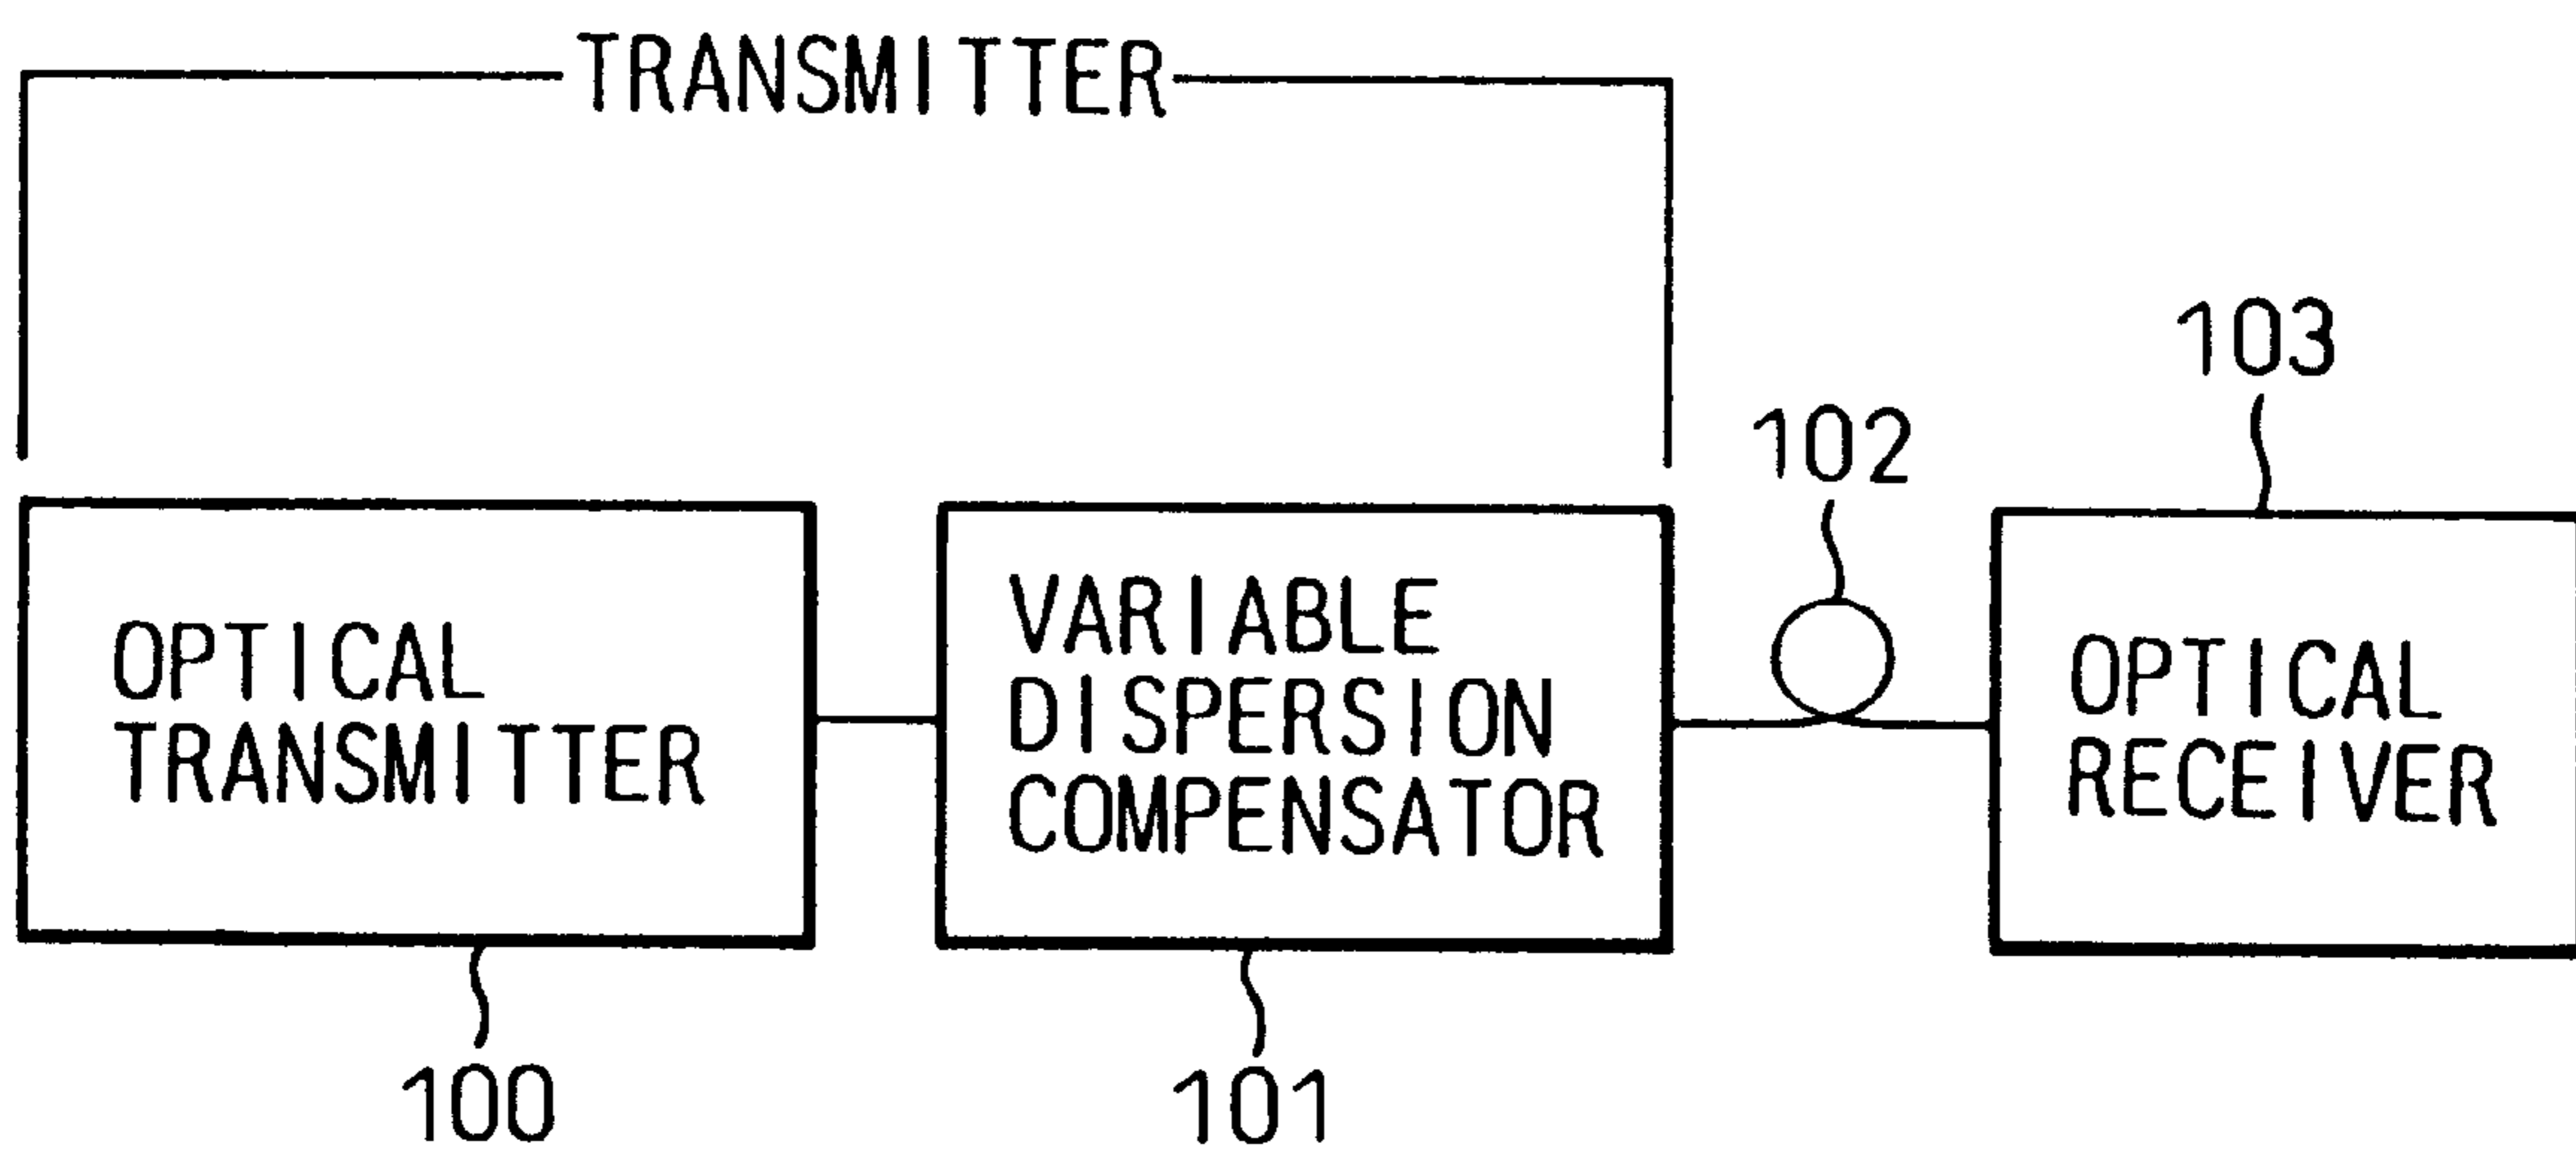 TRANSMITTER
103
102
OPTICAL
TRANSMITTER
VARIABLE
DISPERSION
COMPENSATOR
OPTICAL
RECEIVER
100
101